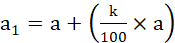 a₁ = a + (k/100 × a)